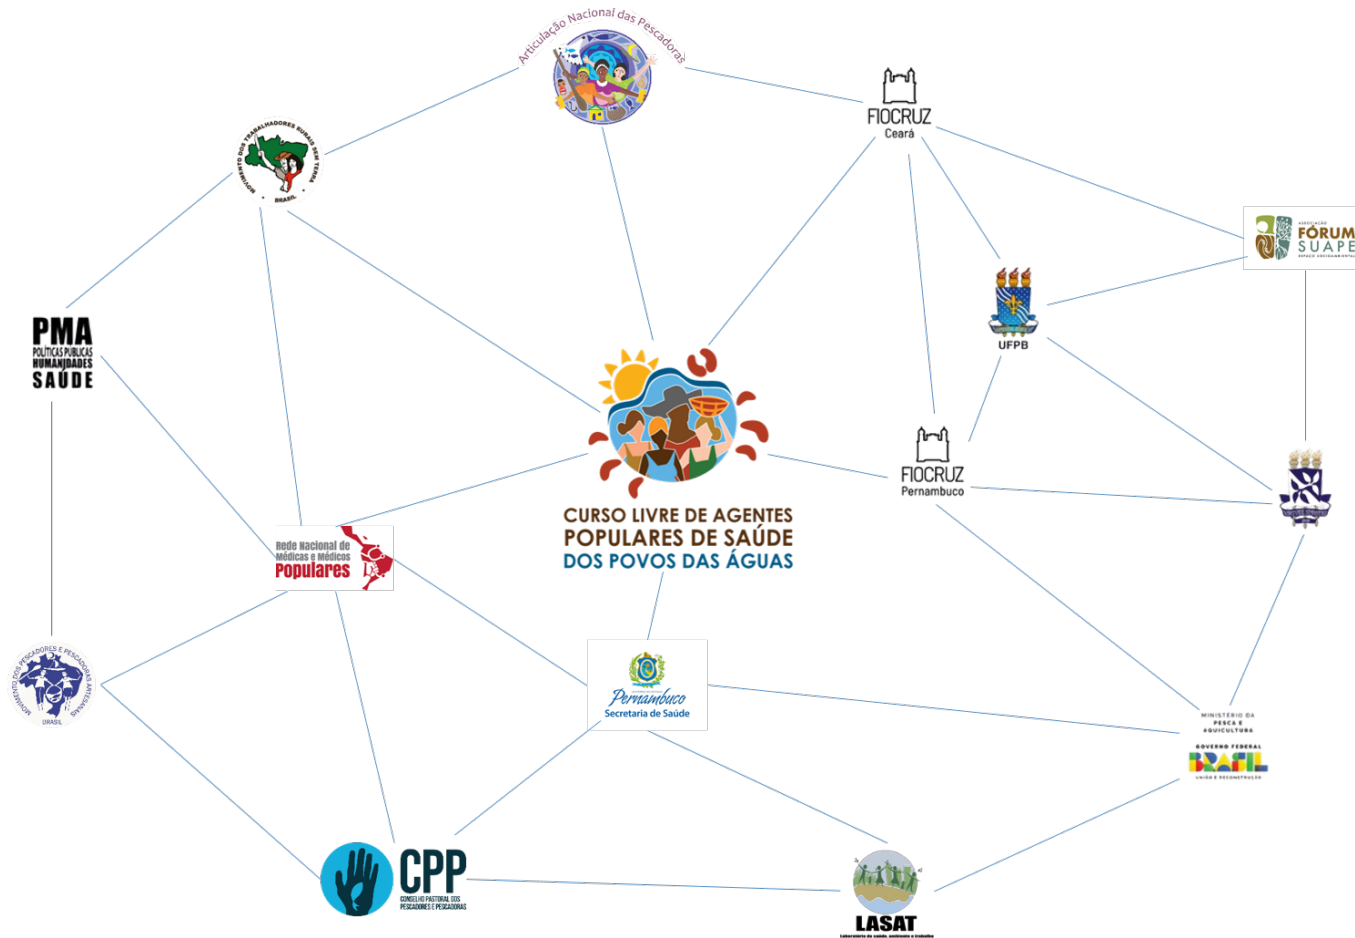 Articulação Nacional das Pescadoras
FIOCRUZ
Ceará
MOVIMENTO DOS TRABALHADORES RURAIS SEM TERRA
BRASIL
ASSOCIAÇÃO
FÓRUM
SUAPE
ESPAÇO SOCIOAMBIENTAL
UFPB
PMA
POLÍTICAS PÚBLICAS
HUMANIDADES
SAÚDE
FIOCRUZ
Pernambuco
CURSO LIVRE DE AGENTES
POPULARES DE SAÚDE
DOS POVOS DAS ÁGUAS
Rede Nacional de
Médicas e Médicos
Populares
MOVIMENTO DOS PESCADORES E PESCADORAS ARTESANAIS
BRASIL
Pernambuco
Secretaria de Saúde
MINISTÉRIO DA
PESCA E
AQUICULTURA
GOVERNO FEDERAL
BRASIL
UNIÃO E RECONSTRUÇÃO
CPP
CONSELHO PASTORAL DOS
PESCADORES E PESCADORAS
LASAT
Laboratório de saúde, ambiente e trabalho